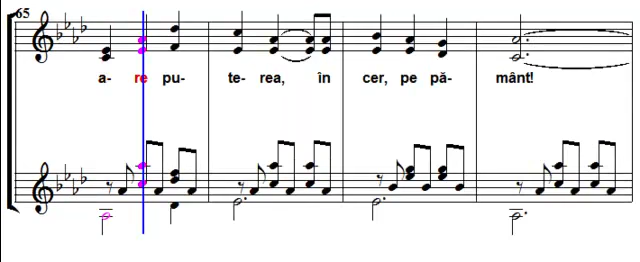 65
a- re pu- te- rea, în cer, pe pă- mânt!